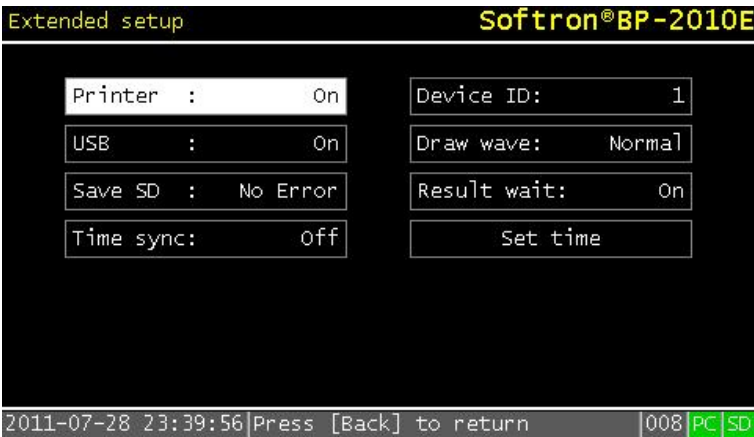 Extended setup Softron®BP-2010E
Printer : On Device ID: 1
USB : On Draw wave: Normal
Save SD : No Error Result wait: On
Time sync: Off Set time
2011-07-28 23:39:56 Press [Back] to return 008 PC SD